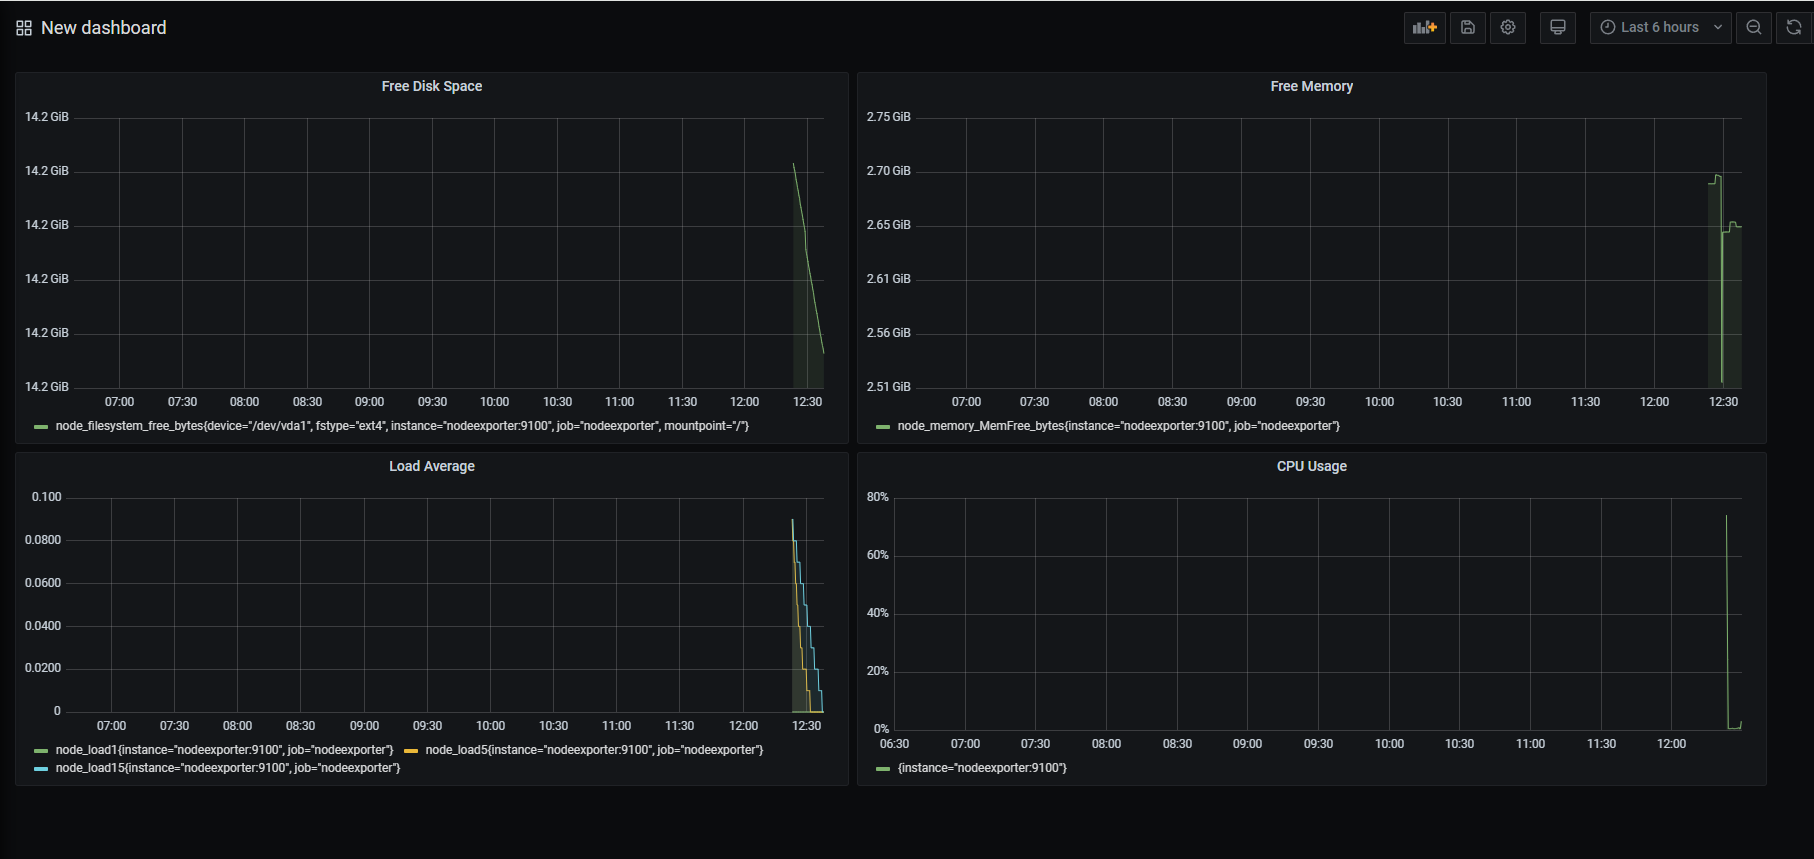 New dashboard
Last 6 hours
Free Disk Space
14.2 GiB
14.2 GiB
14.2 GiB
14.2 GiB
14.2 GiB
14.2 GiB
07:00 07:30 08:00 08:30 09:00 09:30 10:00 10:30 11:00 11:30 12:00 12:30
node_filesystem_free_bytes{device="/dev/vda1", fstype="ext4", instance="nodeexporter:9100", job="nodeexporter", mountpoint="/"}
Free Memory
2.75 GiB
2.70 GiB
2.65 GiB
2.61 GiB
2.56 GiB
2.51 GiB
07:00 07:30 08:00 08:30 09:00 09:30 10:00 10:30 11:00 11:30 12:00 12:30
node_memory_MemFree_bytes{instance="nodeexporter:9100", job="nodeexporter"}
Load Average
0.100
0.0800
0.0600
0.0400
0.0200
0
07:00 07:30 08:00 08:30 09:00 09:30 10:00 10:30 11:00 11:30 12:00 12:30
node_load1{instance="nodeexporter:9100", job="nodeexporter"} node_load5{instance="nodeexporter:9100", job="nodeexporter"}
node_load15{instance="nodeexporter:9100", job="nodeexporter"}
CPU Usage
80%
60%
40%
20%
0%
06:30 07:00 07:30 08:00 08:30 09:00 09:30 10:00 10:30 11:00 11:30 12:00
{instance="nodeexporter:9100"}